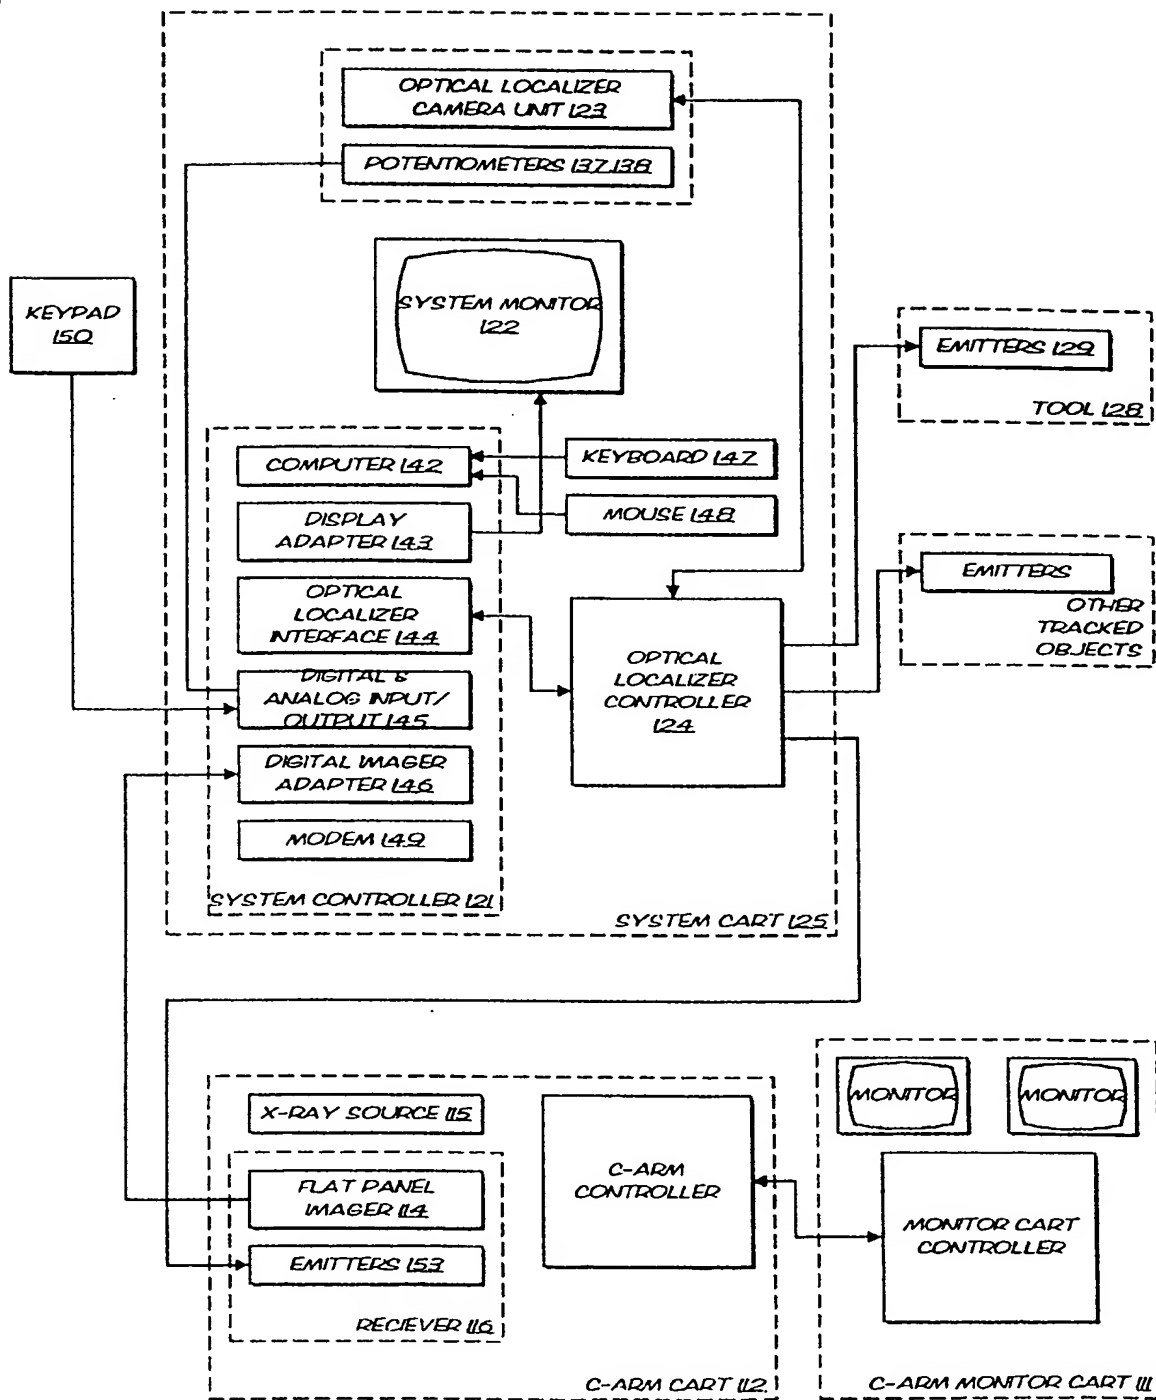 OPTICAL LOCALIZER
CAMERA UNIT 123
POTENTIOMETERS 137,138
SYSTEM MONITOR
122
KEYPAD
150
EMITTERS 129
TOOL 128
COMPUTER 142
KEYBOARD 147
MOUSE 148
DISPLAY
ADAPTER 143
EMITTERS
OTHER
TRACKED
OBJECTS
OPTICAL
LOCALIZER
INTERFACE 144
OPTICAL
LOCALIZER
CONTROLLER
124
DIGITAL &
ANALOG INPUT/
OUTPUT 145
DIGITAL IMAGER
ADAPTER 146
MODEM 149
SYSTEM CONTROLLER 121
SYSTEM CART 125
X-RAY SOURCE 115
FLAT PANEL
IMAGER 114
EMITTERS 153
RECIEVER 116
C-ARM
CONTROLLER
C-ARM CART 112
MONITOR
MONITOR
MONITOR CART
CONTROLLER
C-ARM MONITOR CART 111